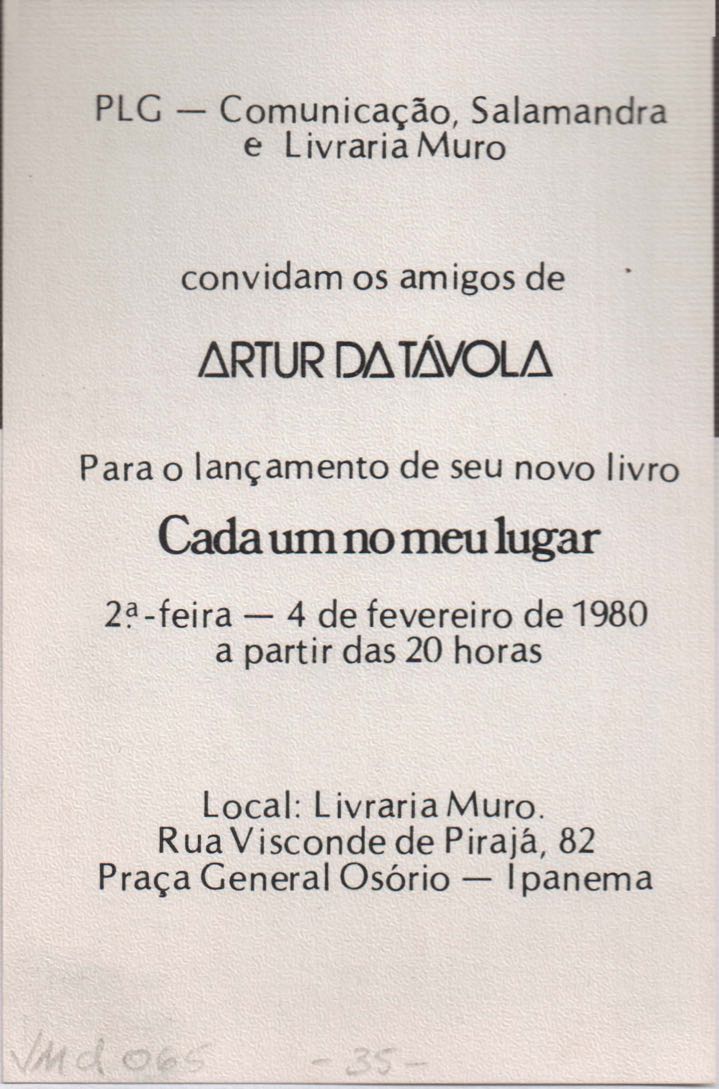 PLG — Comunicação, Salamandra
e Livraria Muro
convidam os amigos de
ARTUR DA TÁVOLA
Para o lançamento de seu novo livro
Cada um no meu lugar
2ª-feira — 4 de fevereiro de 1980
a partir das 20 horas
Local: Livraria Muro.
Rua Visconde de Pirajá, 82
Praça General Osório — Ipanema
VMd 065 - 35 -